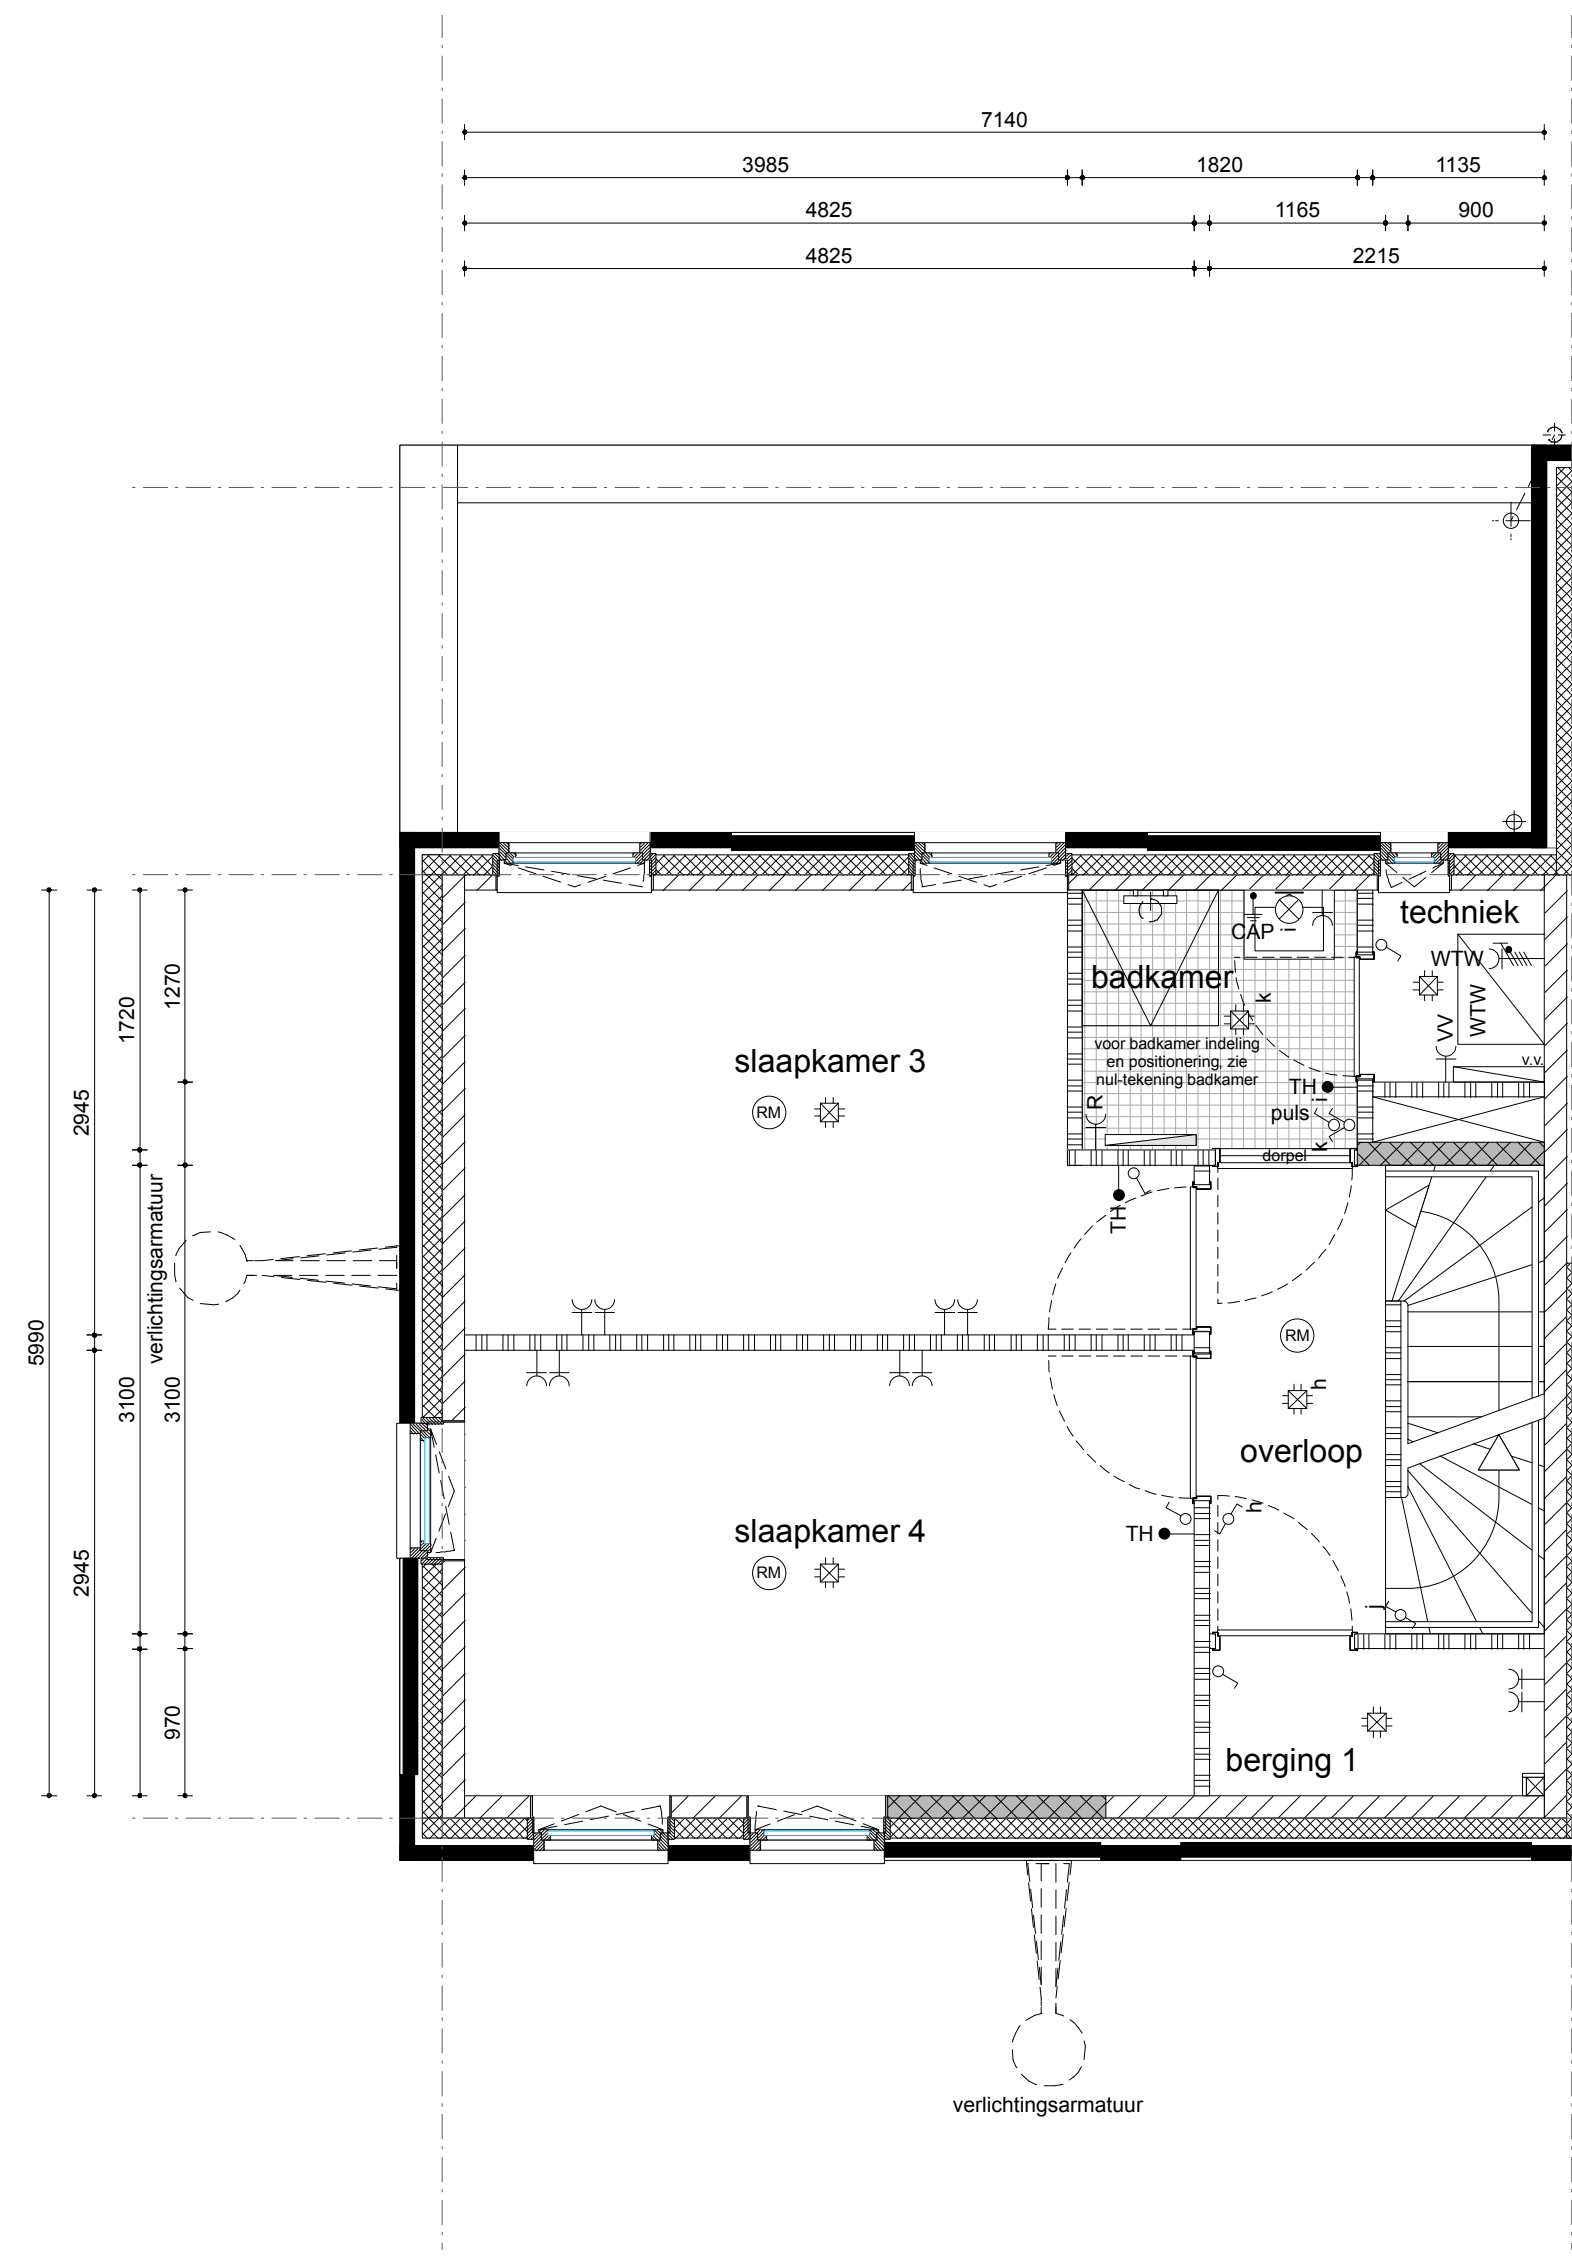 7140
3985 1820 1135
4825 1165 900
4825 2215
techniek
CAP
i
WTW
WTW
badkamer
k
VV
voor badkamer indeling
en positionering, zie
nul-tekening badkamer
v.v.
TH
i
puls
R
k
dorpel
slaapkamer 3
RM
TH
1270
1720
2945
verlichtingsarmatuur
5990
3100
3100
2945
970
RM
h
overloop
h
slaapkamer 4
TH
RM
j
berging 1
verlichtingsarmatuur